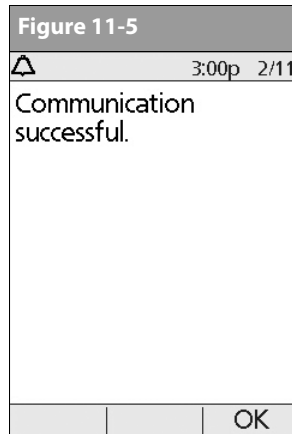 Figure 11-5
3:00p 2/11
Communication
successful.
OK